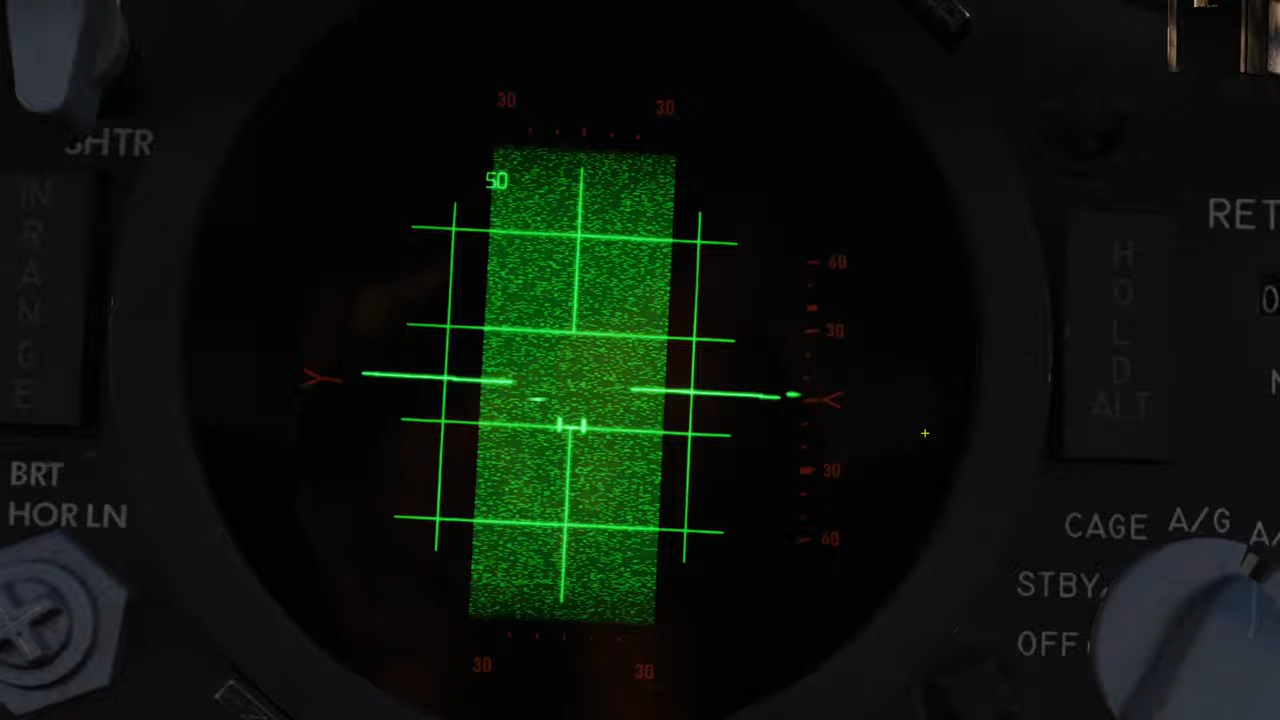 SHTR
IN
RANGE
BRT
HOR LN
30
30
50
60
30
30
60
30
30
HOLD
ALT
RET
CAGE
A/G
STBY
OFF